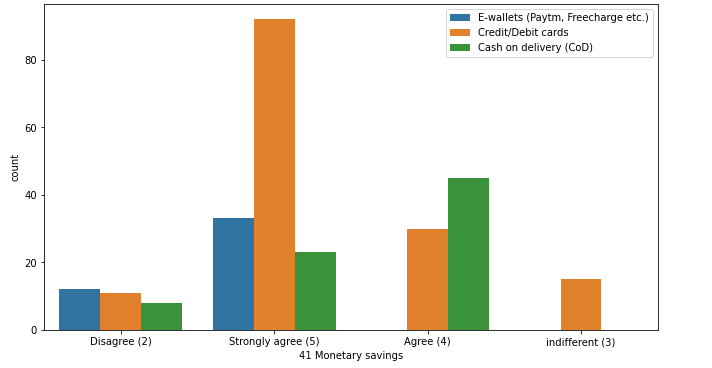 E-wallets (Paytm, Freecharge etc.)
Credit/Debit cards
Cash on delivery (CoD)
80
60
40
20
0
count
Disagree (2)
Strongly agree (5)
Agree (4)
indifferent (3)
41 Monetary savings